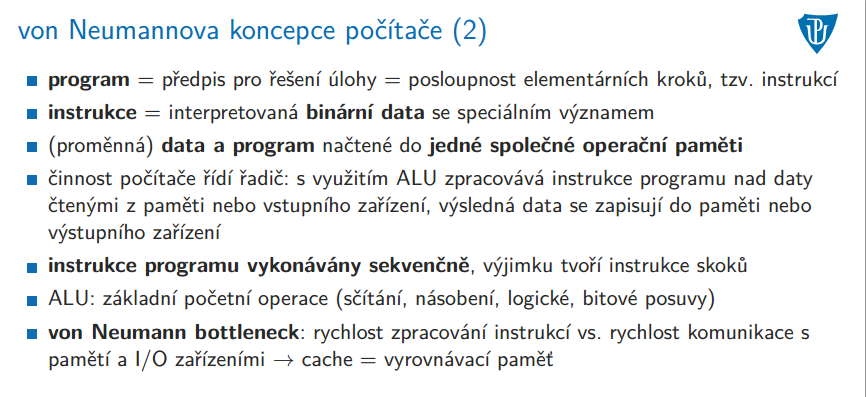 von Neumannova koncepce počítače (2)
program = předpis pro řešení úlohy = posloupnost elementárních kroků, tzv. instrukcí
instrukce = interpretovaná binární data se speciálním významem
(proměnná) data a program načtené do jedné společné operační paměti
činnost počítače řídí řadič: s využitím ALU zpracovává instrukce programu nad daty
čtenými z paměti nebo vstupního zařízení, výsledná data se zapisují do paměti nebo
výstupního zařízení
instrukce programu vykonávány sekvenčně, výjimku tvoří instrukce skoků
ALU: základní početní operace (sčítání, násobení, logické, bitové posuvy)
von Neumann bottleneck: rychlost zpracování instrukcí vs. rychlost komunikace s
pamětí a I/O zařízeními → cache = vyrovnávací paměť